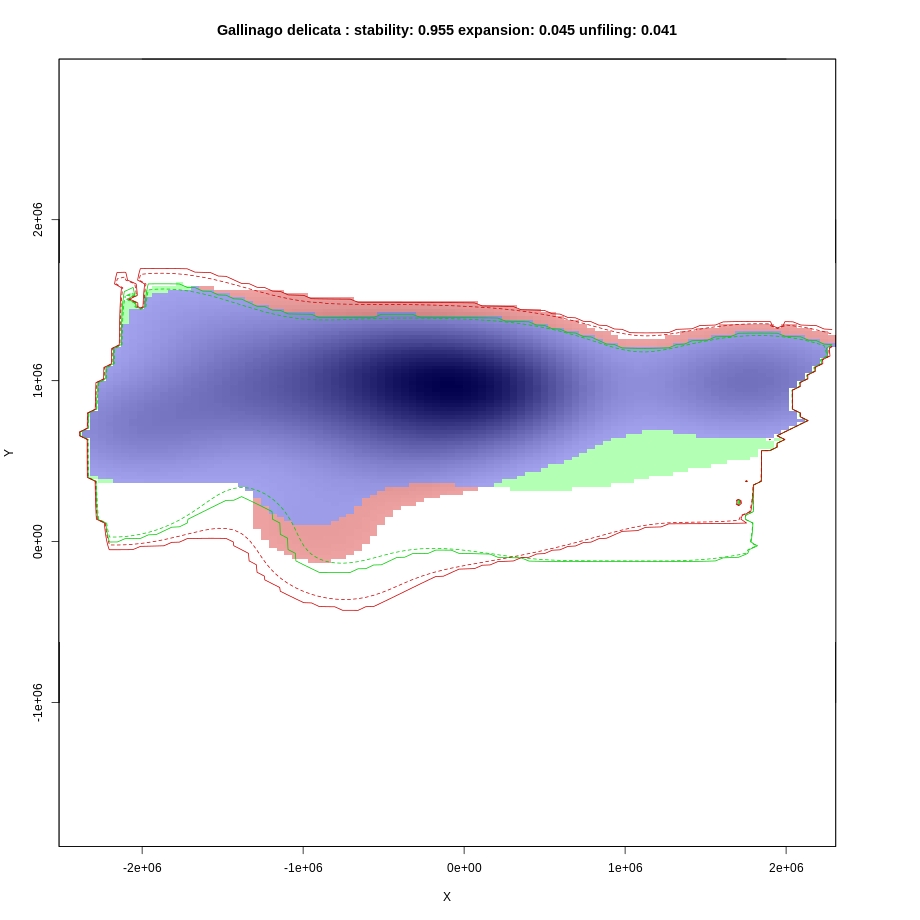 Gallinago delicata : stability: 0.955 expansion: 0.045 unfiling: 0.041
2e+06
1e+06
0e+00
-1e+06
Y
-2e+06 -1e+06 0e+00 1e+06 2e+06
X